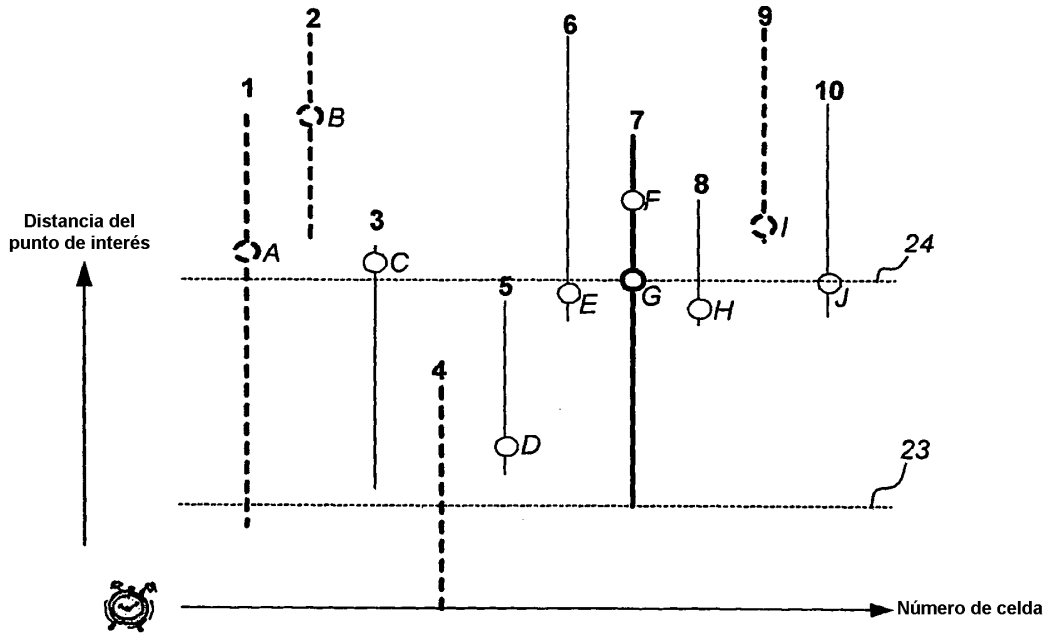 2
9
6
1
10
B
7
8
Distancia del
punto de interés
3
F
A
C
I
24
5
E
G
H
J
4
D
23
Número de celda